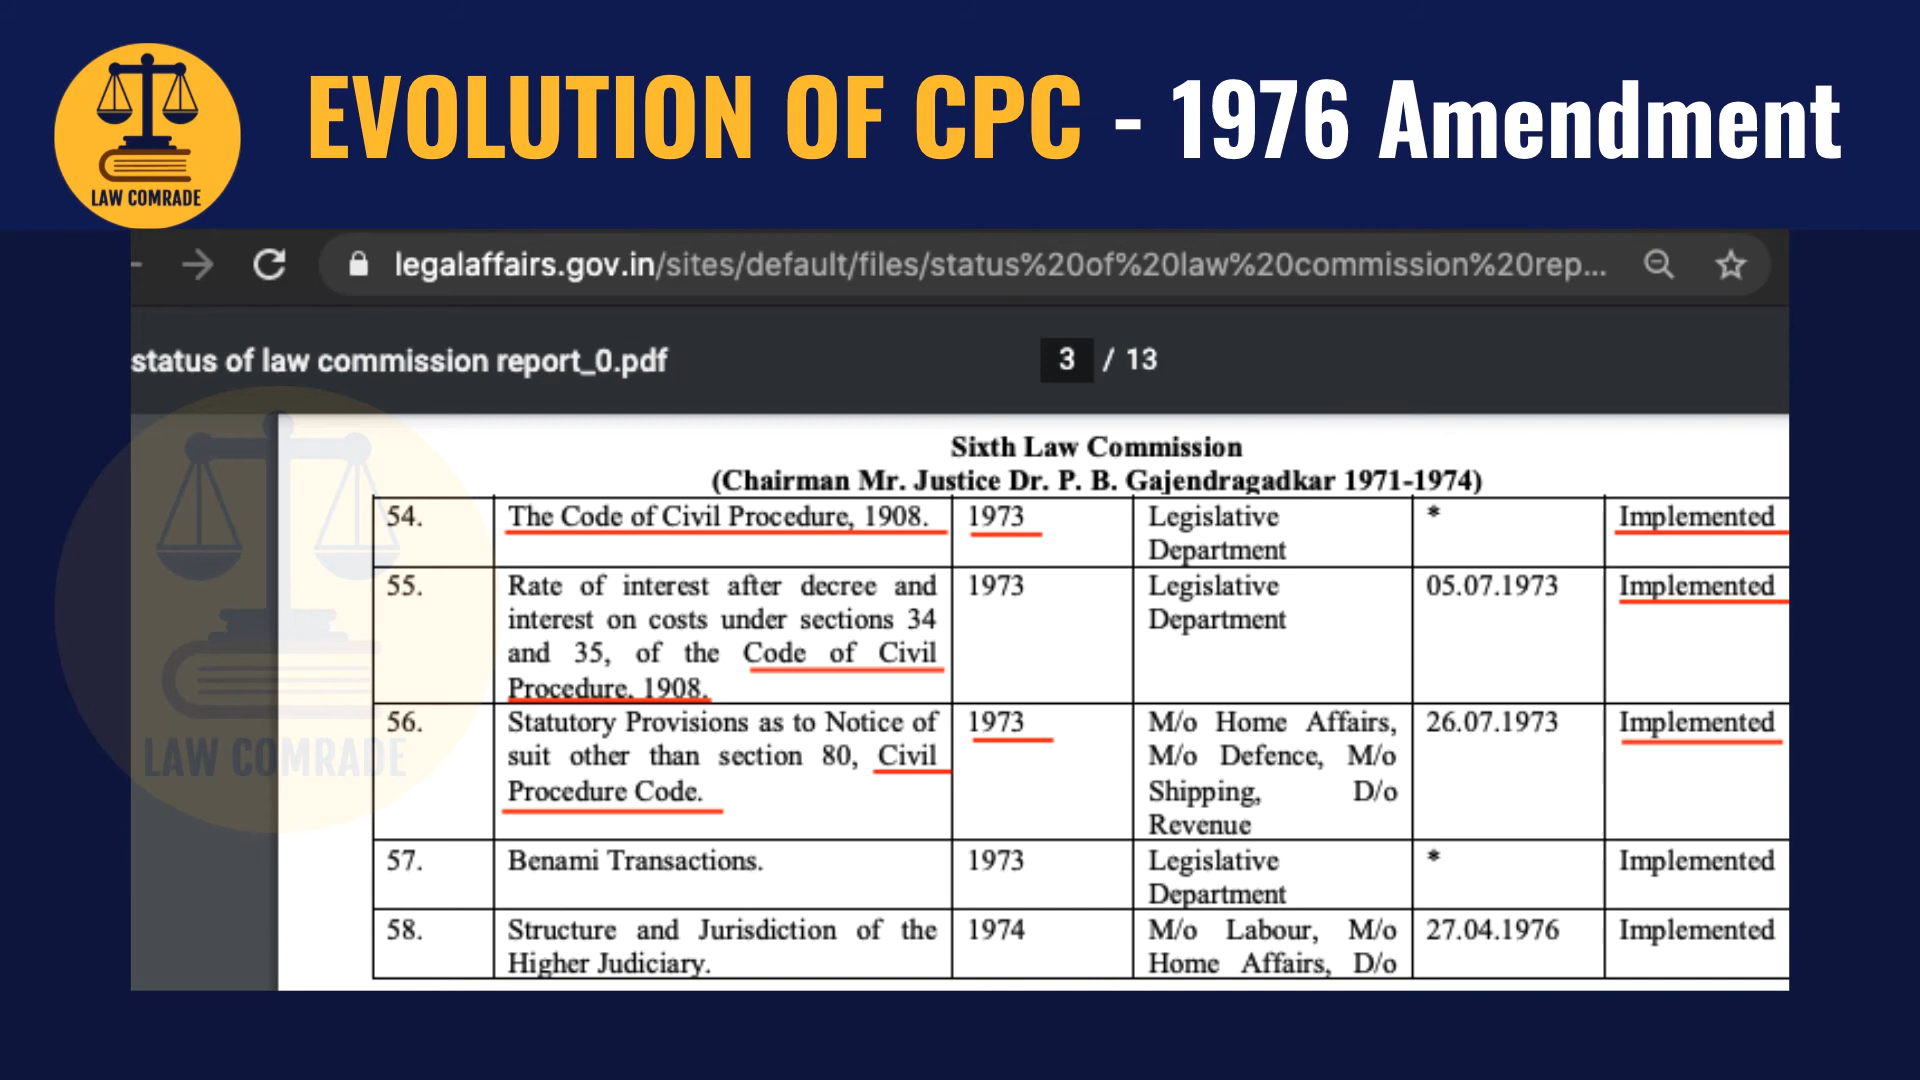 EVOLUTION OF CPC - 1976 Amendment
LAW COMRADE
legalaffairs.gov.in/sites/default/files/status%20of%20law%20commission%20rep...
status of law commission report_0.pdf
3 / 13
Sixth Law Commission
(Chairman Mr. Justice Dr. P. B. Gajendragadkar 1971-1974)
54. The Code of Civil Procedure, 1908. 1973 Legislative * Implemented
Department
55. Rate of interest after decree and 1973 Legislative 05.07.1973 Implemented
interest on costs under sections 34 Department
and 35, of the Code of Civil
Procedure, 1908.
56. Statutory Provisions as to Notice of 1973 M/o Home Affairs, 26.07.1973 Implemented
suit other than section 80, Civil M/o Defence, M/o
Procedure Code. Shipping, D/o
Revenue
LAW COMRADE
57. Benami Transactions. 1973 Legislative * Implemented
Department
58. Structure and Jurisdiction of the 1974 M/o Labour, M/o 27.04.1976 Implemented
Higher Judiciary. Home Affairs, D/o